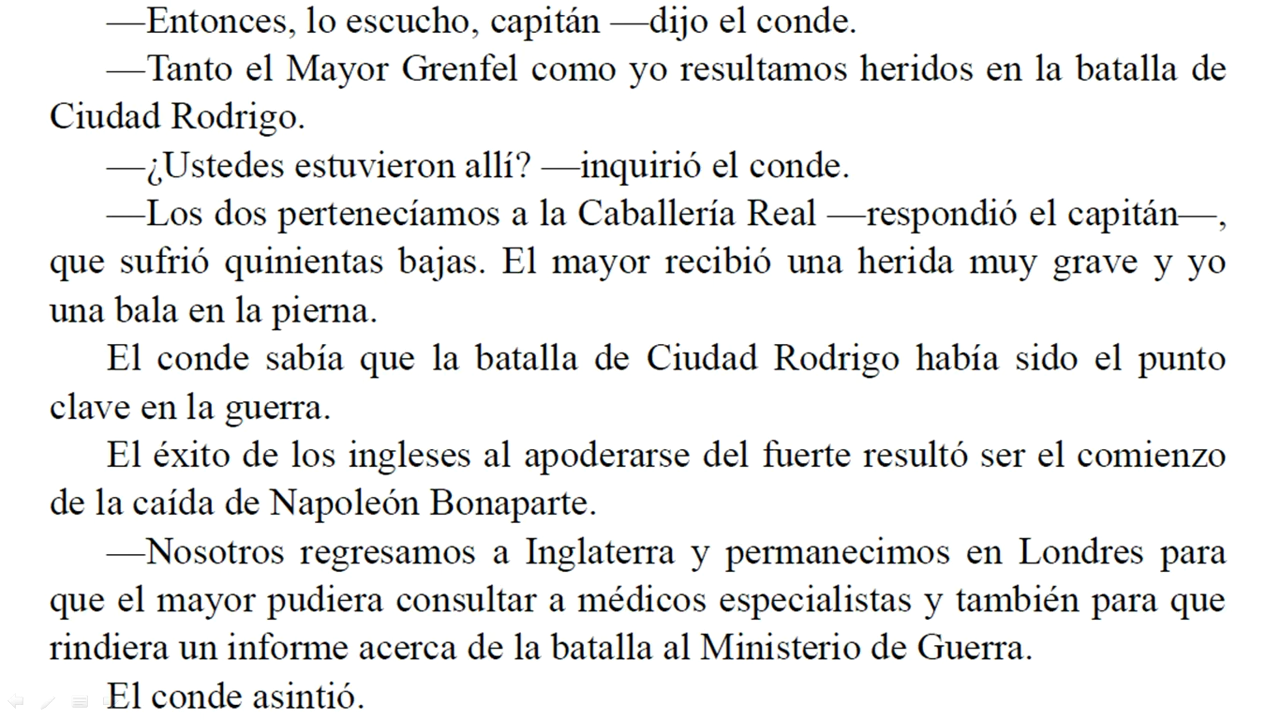 —Entonces, lo escucho, capitán —dijo el conde.
—Tanto el Mayor Grenfel como yo resultamos heridos en la batalla de
Ciudad Rodrigo.
—¿Ustedes estuvieron allí? —inquirió el conde.
—Los dos pertenecíamos a la Caballería Real —respondió el capitán—,
que sufrió quinientas bajas. El mayor recibió una herida muy grave y yo
una bala en la pierna.
El conde sabía que la batalla de Ciudad Rodrigo había sido el punto
clave en la guerra.
El éxito de los ingleses al apoderarse del fuerte resultó ser el comienzo
de la caída de Napoleón Bonaparte.
—Nosotros regresamos a Inglaterra y permanecimos en Londres para
que el mayor pudiera consultar a médicos especialistas y también para que
rindiera un informe acerca de la batalla al Ministerio de Guerra.
El conde asintió.